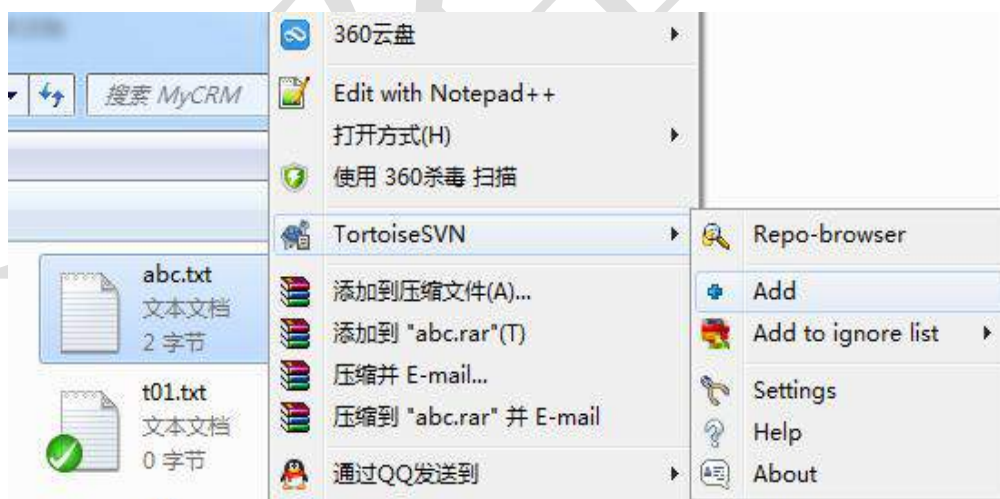 搜索 MyCRM
abc.txt
文本文档
2 字节
t01.txt
文本文档
0 字节
360云盘
Edit with Notepad++
打开方式(H)
使用 360杀毒 扫描
TortoiseSVN
添加到压缩文件(A)...
添加到 "abc.rar"(T)
压缩并 E-mail...
压缩到 "abc.rar" 并 E-mail
通过QQ发送到
Repo-browser
Add
Add to ignore list
Settings
Help
About